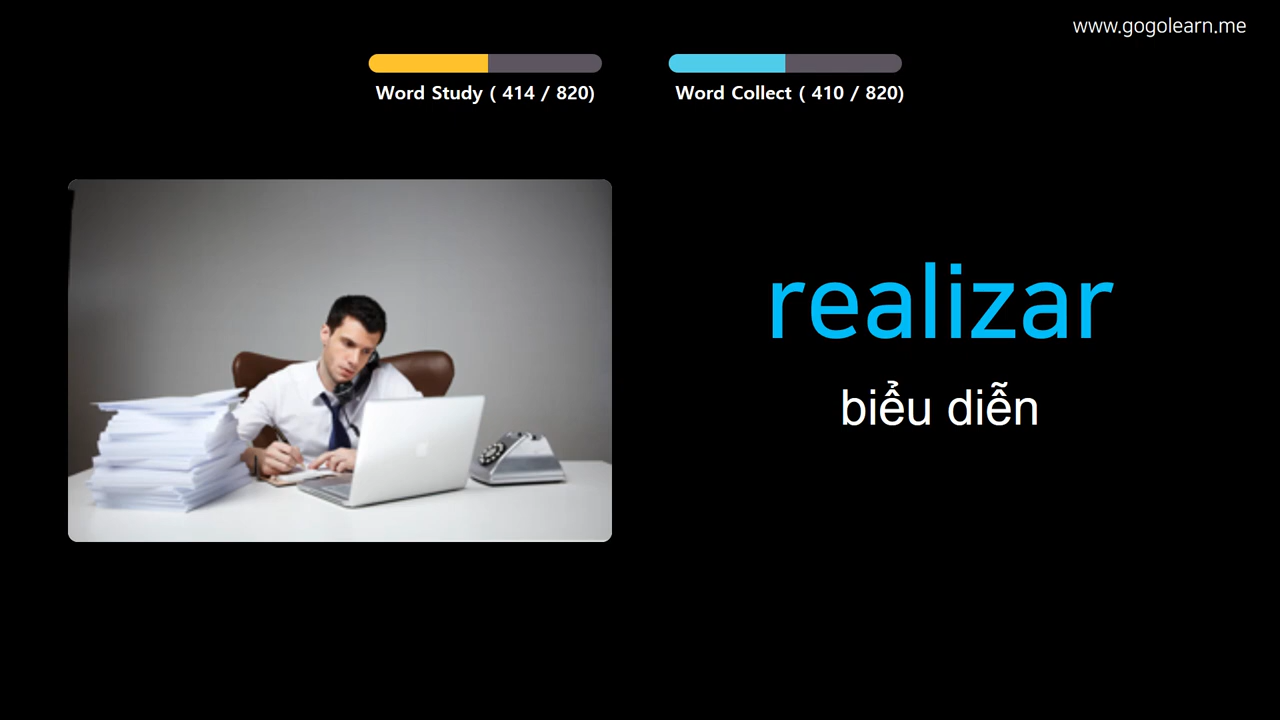 www.gogolearn.me
Word Study ( 414 / 820)
Word Collect ( 410 / 820)
realizar
biểu diễn